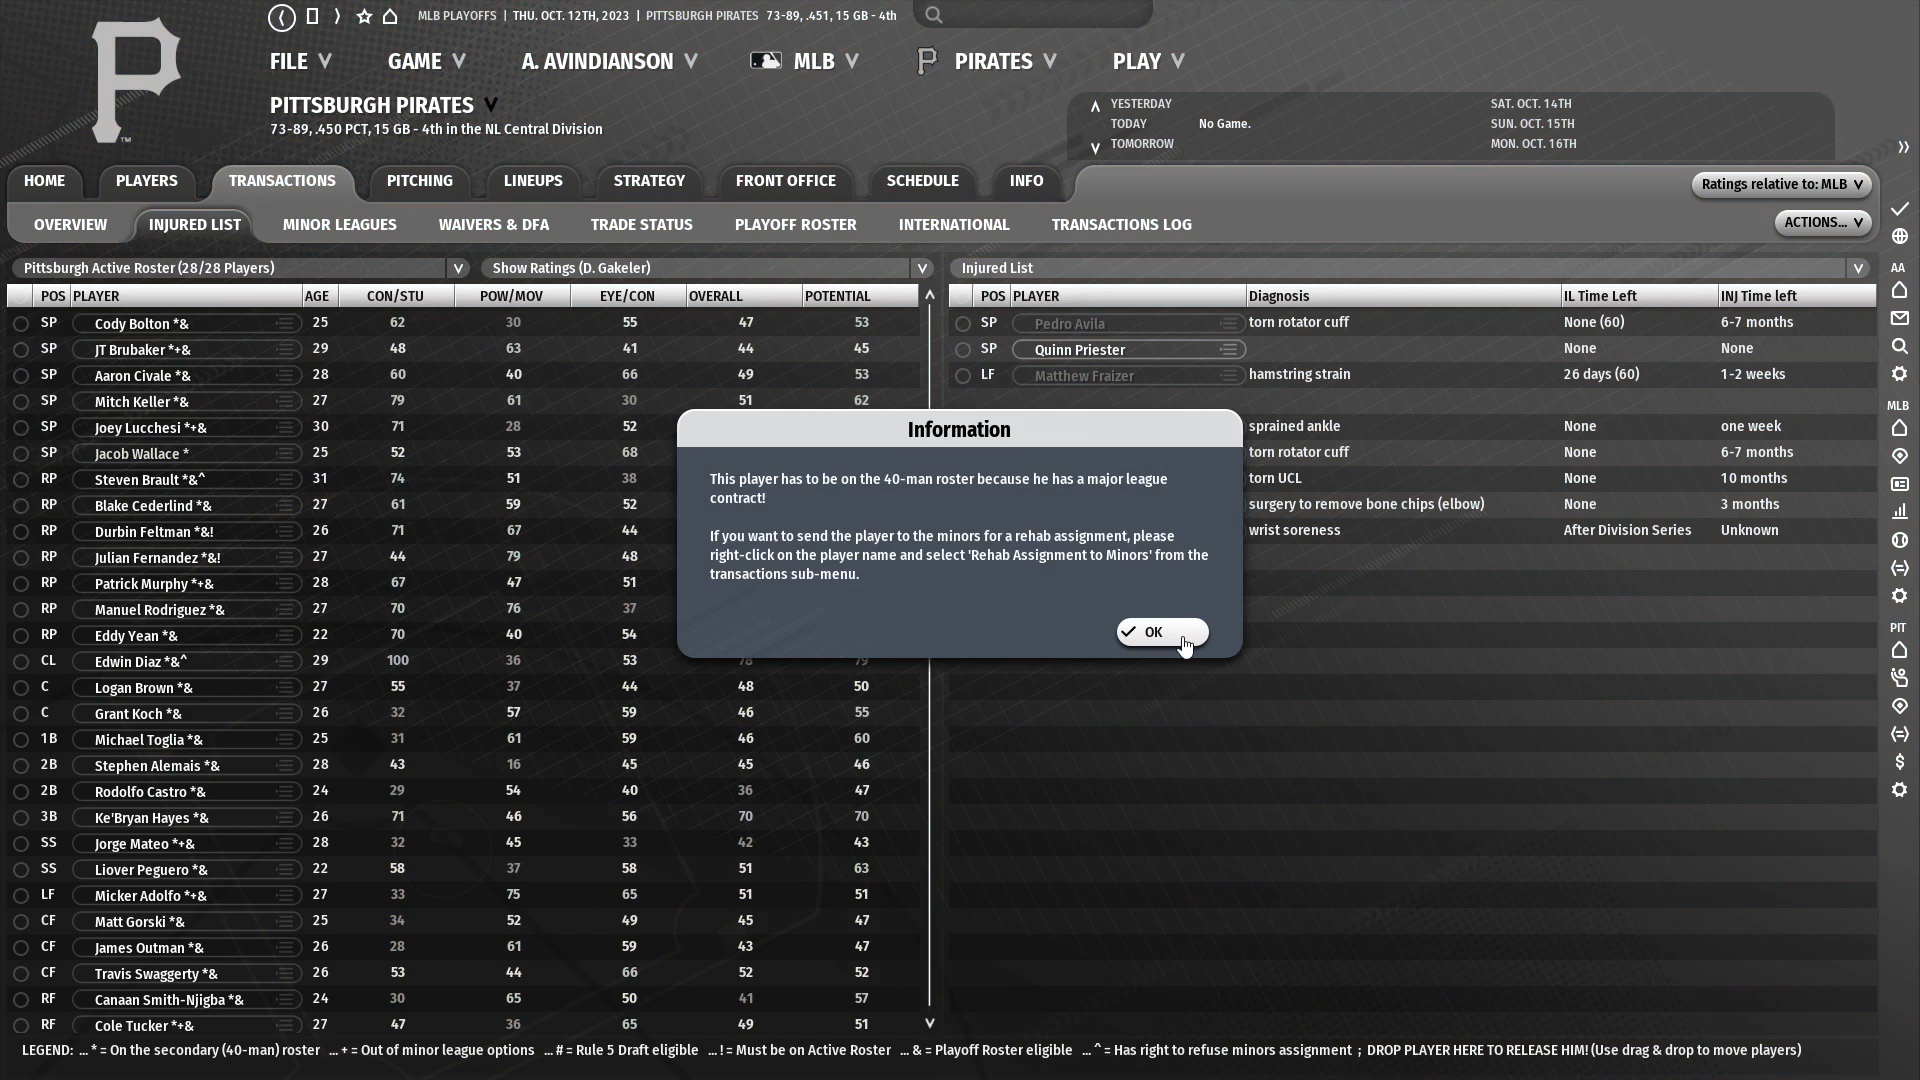 MLB PLAYOFFS | THU. OCT. 12TH, 2023 | PITTSBURGH PIRATES 73-89, .451, 15 GB - 4th
FILE GAME A. AVINDIANSON MLB PIRATES PLAY
PITTSBURGH PIRATES
73-89, .450 PCT, 15 GB - 4th in the NL Central Division
YESTERDAY SAT. OCT. 14TH
TODAY No Game. SUN. OCT. 15TH
TOMORROW MON. OCT. 16TH
P
TM
HOME PLAYERS TRANSACTIONS PITCHING LINEUPS STRATEGY FRONT OFFICE SCHEDULE INFO Ratings relative to: MLB
OVERVIEW INJURED LIST MINOR LEAGUES WAIVERS & DFA TRADE STATUS PLAYOFF ROSTER INTERNATIONAL TRANSACTIONS LOG ACTIONS...
Pittsburgh Active Roster (28/28 Players) Show Ratings (D. Gakeler)
POS PLAYER AGE CON/STU POW/MOV EYE/CON OVERALL POTENTIAL
SP Cody Bolton *& 25 62 30 55 47 53
SP JT Brubaker *+& 29 48 63 41 44 45
SP Aaron Civale *& 28 60 40 66 49 53
SP Mitch Keller *& 27 79 61 30 51 62
SP Joey Lucchesi *+& 30 71 28 52
SP Jacob Wallace * 25 52 53 68
RP Steven Brault *&^ 31 74 51 38
RP Blake Cederlind *& 27 61 59 52
RP Durbin Feltman *&! 26 71 67 44
RP Julian Fernandez *&! 27 44 79 48
RP Patrick Murphy *+& 28 67 47 51
RP Manuel Rodriguez *& 27 70 76 37
RP Eddy Yean *& 22 70 40 54
CL Edwin Diaz *&^ 29 100 36 53 78 79
C Logan Brown *& 27 55 37 44 48 50
C Grant Koch *& 26 32 57 59 46 55
1B Michael Toglia *& 25 31 61 59 46 60
2B Stephen Alemais *& 28 43 16 45 45 46
2B Rodolfo Castro *& 24 29 54 40 36 47
3B Ke'Bryan Hayes *& 26 71 46 56 70 70
SS Jorge Mateo *+& 28 32 45 33 42 43
SS Liover Peguero *& 22 58 37 58 51 63
LF Micker Adolfo *+& 27 33 75 65 51 51
CF Matt Gorski *& 25 34 52 49 45 47
CF James Outman *& 26 28 61 59 43 47
CF Travis Swaggerty *& 26 53 44 66 52 52
RF Canaan Smith-Njigba *& 24 30 65 50 41 57
RF Cole Tucker *+& 27 47 36 65 49 51
Injured List
POS PLAYER Diagnosis IL Time Left INJ Time left
SP Pedro Avila torn rotator cuff None (60) 6-7 months
SP Quinn Priester None None
LF Matthew Fraizer hamstring strain 26 days (60) 1-2 weeks
sprained ankle None one week
torn rotator cuff None 6-7 months
torn UCL None 10 months
surgery to remove bone chips (elbow) None 3 months
wrist soreness After Division Series Unknown
Information
This player has to be on the 40-man roster because he has a major league
contract!
If you want to send the player to the minors for a rehab assignment, please
right-click on the player name and select 'Rehab Assignment to Minors' from the
transactions sub-menu.
OK
AA
MLB
PIT
LEGEND: ... * = On the secondary (40-man) roster ... + = Out of minor league options ... # = Rule 5 Draft eligible ... ! = Must be on Active Roster ... & = Playoff Roster eligible ... ^ = Has right to refuse minors assignment ; DROP PLAYER HERE TO RELEASE HIM! (Use drag & drop to move players)